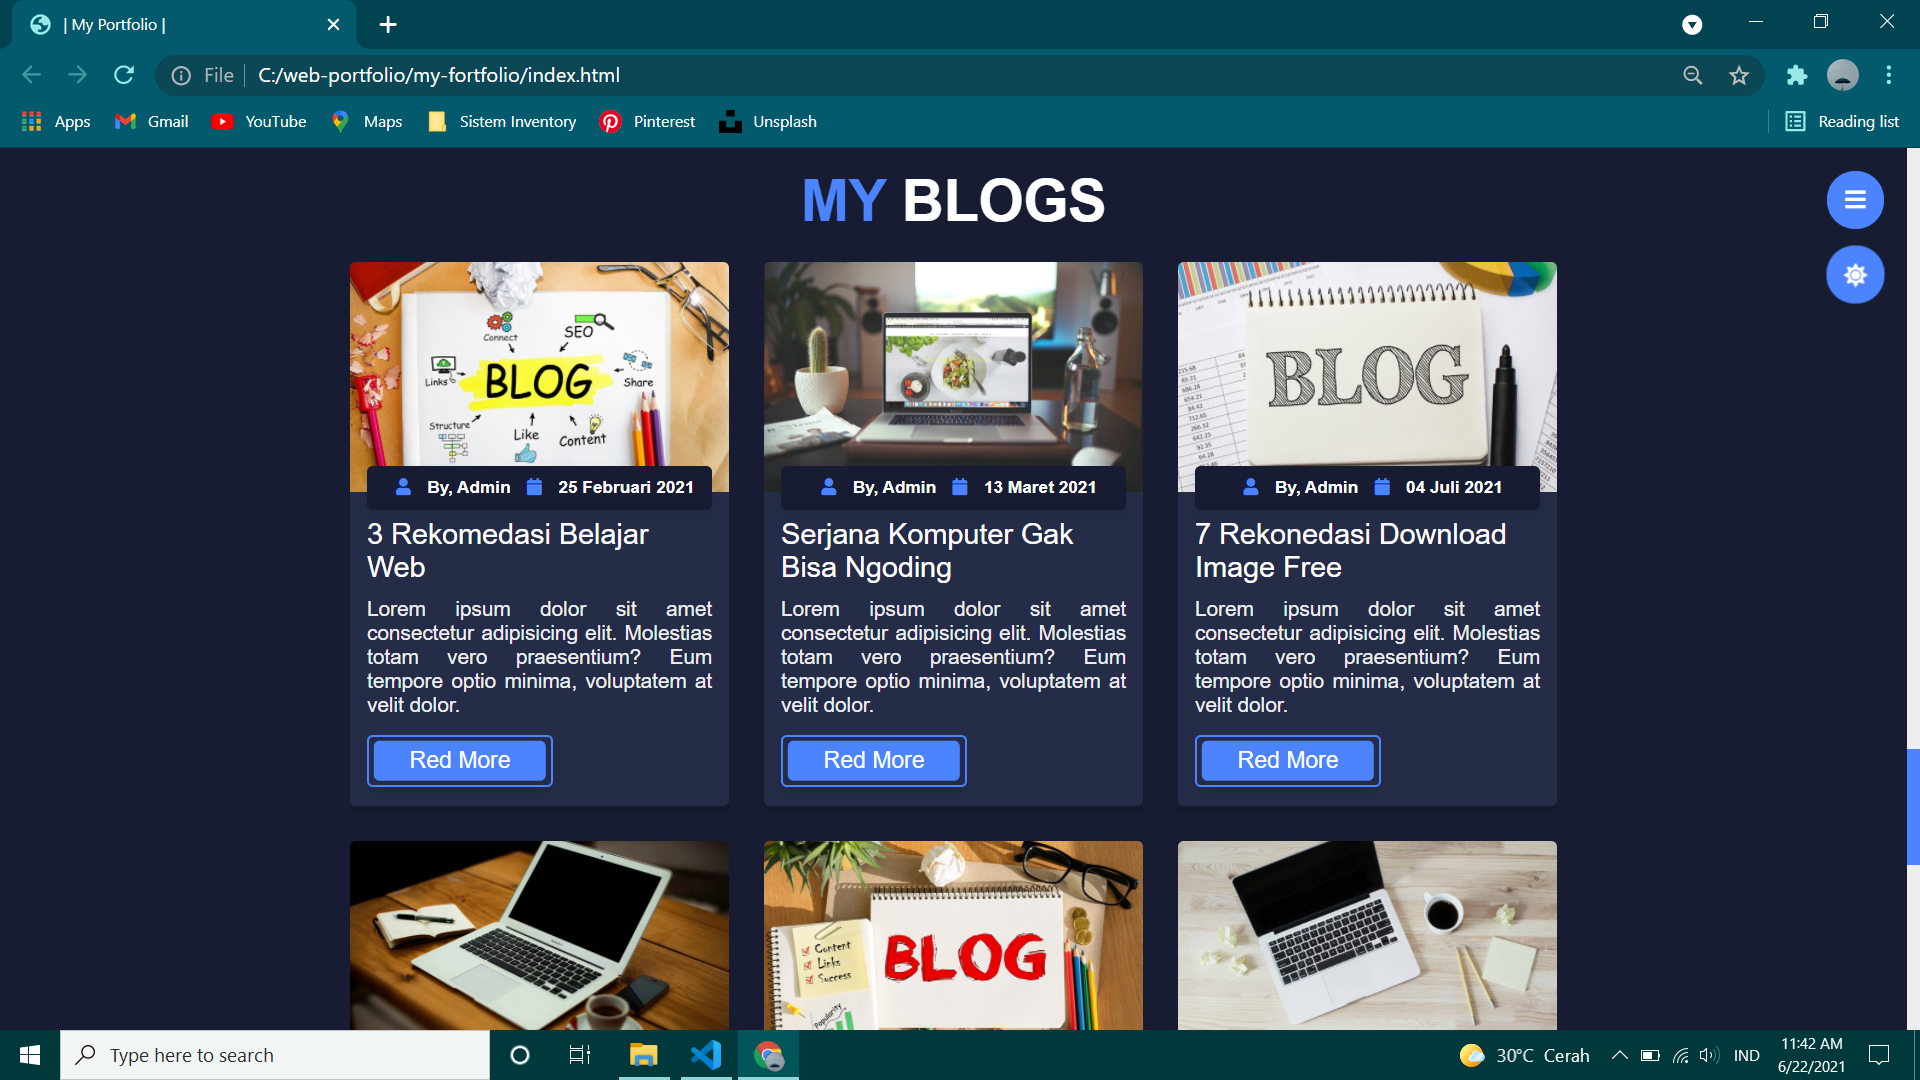 | My Portfolio |
File
C:/web-portfolio/my-fortfolio/index.html
Apps
Gmail
YouTube
Maps
Sistem Inventory
Pinterest
Unsplash
Reading list
MY BLOGS
Connect
SEO
Links
BLOG
Share
Structure
Like
Content
BLOG
By, Admin 25 Februari 2021
By, Admin 13 Maret 2021
By, Admin 04 Juli 2021
3 Rekomedasi Belajar
Web
Lorem ipsum dolor sit amet
consectetur adipisicing elit. Molestias
totam vero praesentium? Eum
tempore optio minima, voluptatem at
velit dolor.
Red More
Serjana Komputer Gak
Bisa Ngoding
Lorem ipsum dolor sit amet
consectetur adipisicing elit. Molestias
totam vero praesentium? Eum
tempore optio minima, voluptatem at
velit dolor.
Red More
7 Rekonedasi Download
Image Free
Lorem ipsum dolor sit amet
consectetur adipisicing elit. Molestias
totam vero praesentium? Eum
tempore optio minima, voluptatem at
velit dolor.
Red More
Content
Links
Success
Popularity
BLOG
Type here to search
30°C Cerah
IND
11:42 AM
6/22/2021